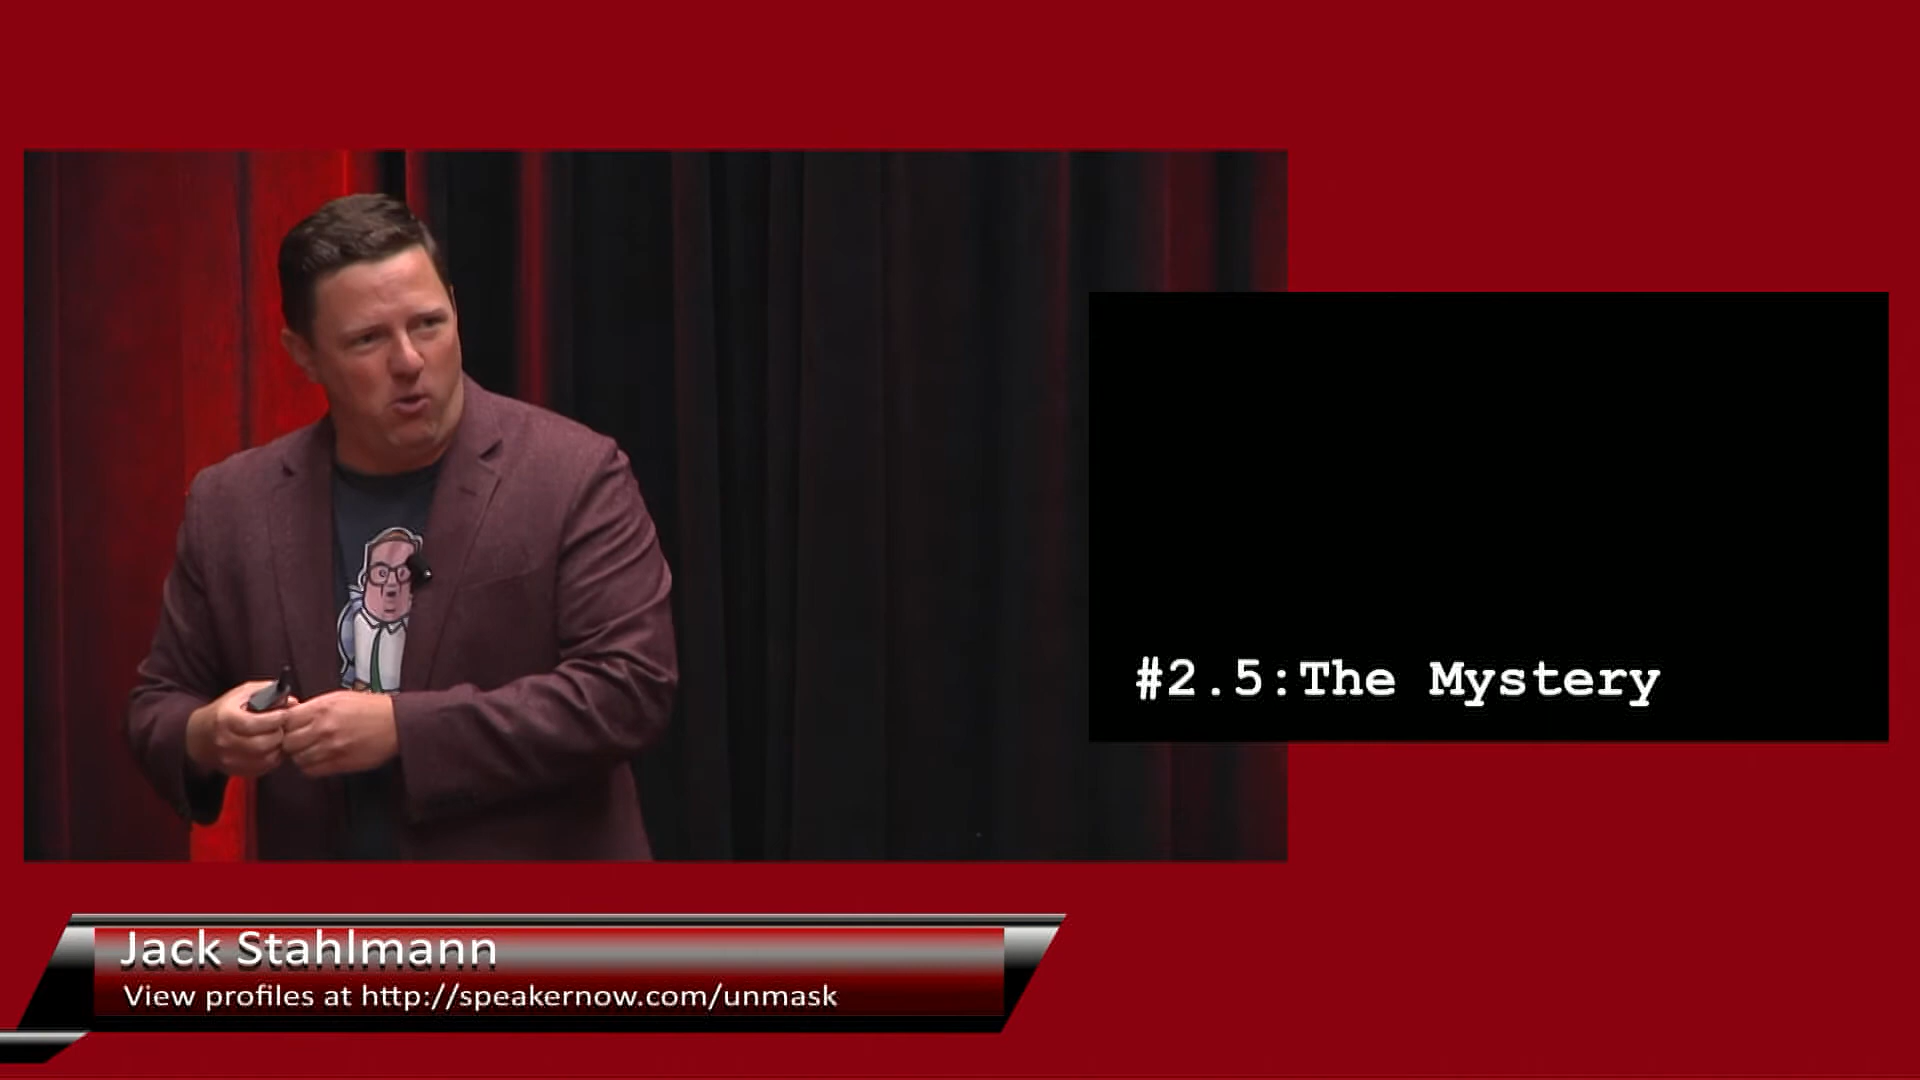 #2.5:The Mystery
Jack Stahlmann
View profiles at http://speakernow.com/unmask